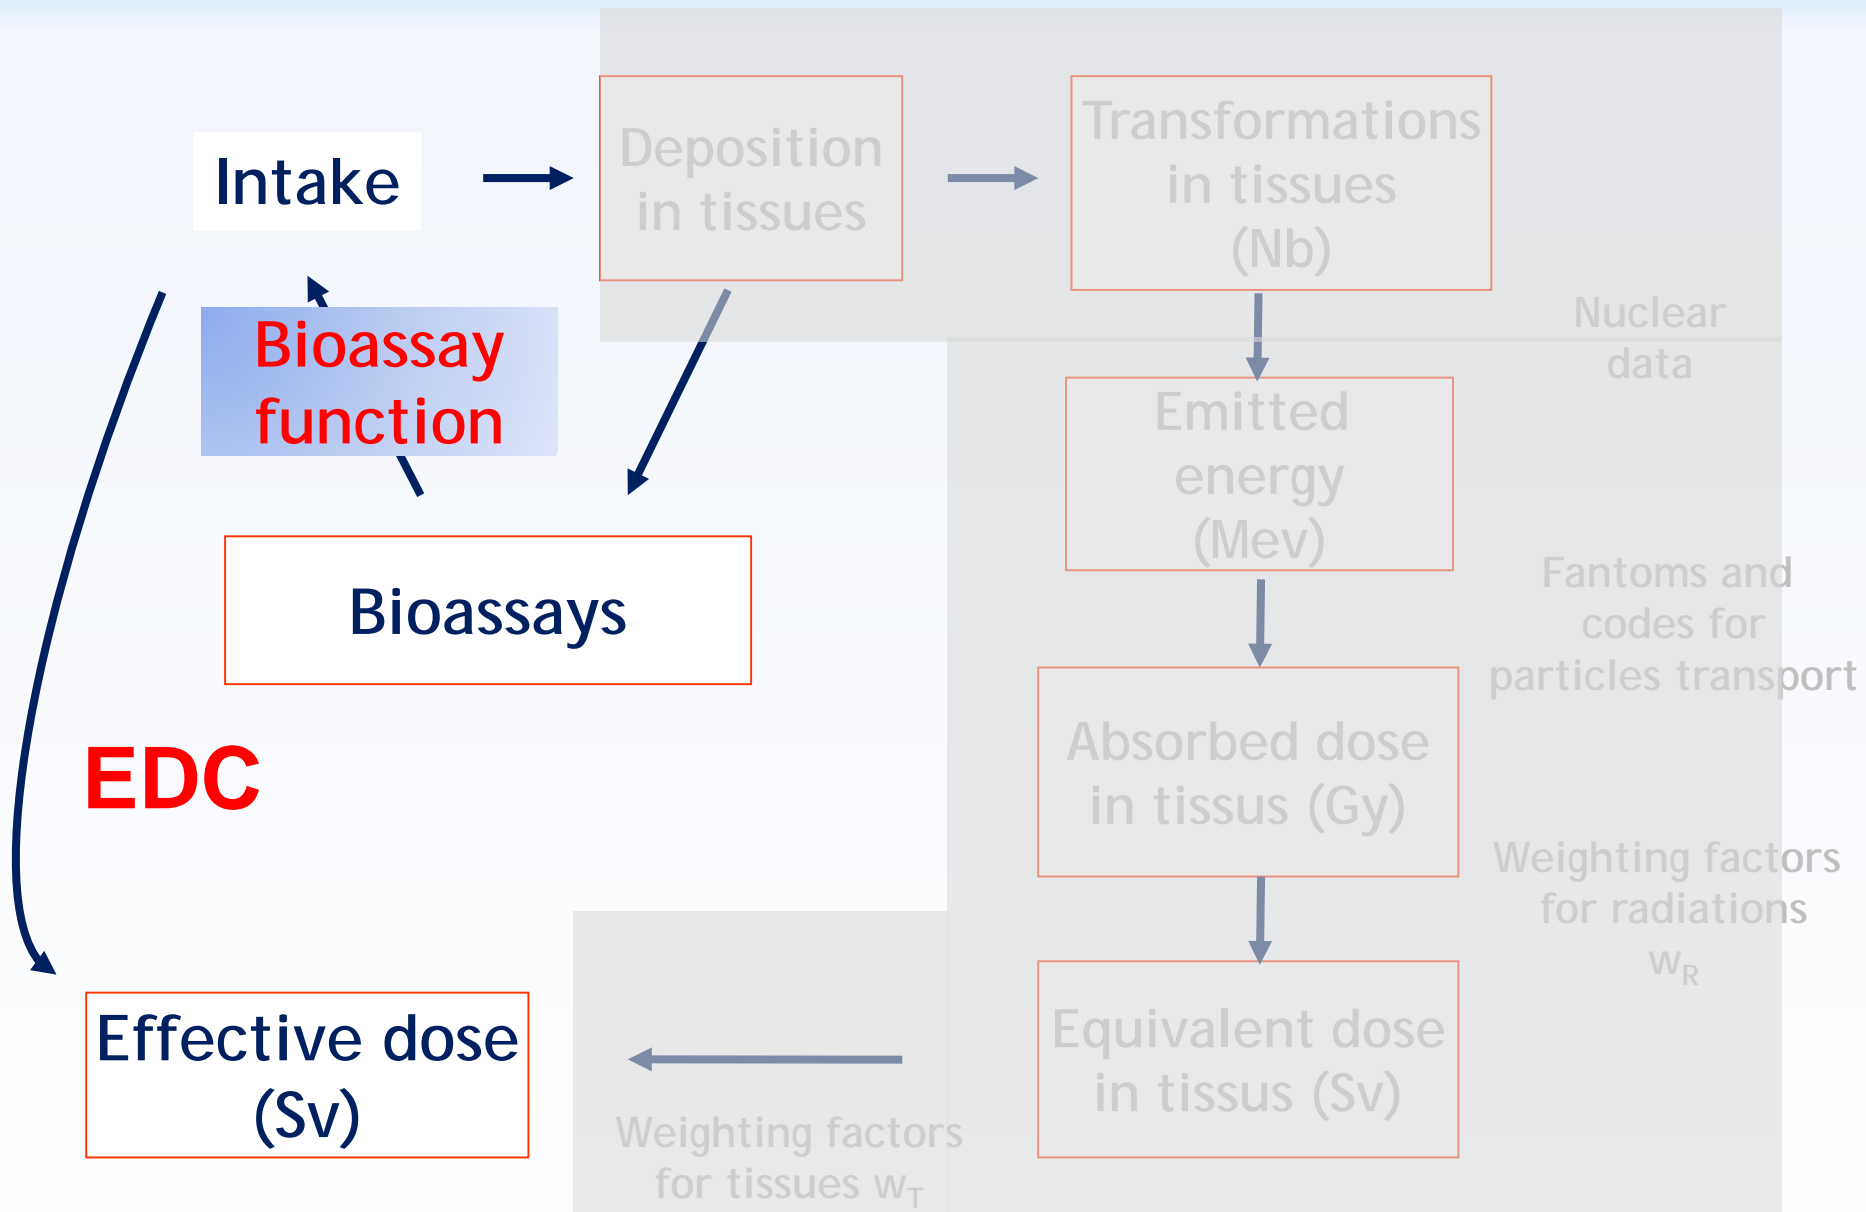 Intake
Deposition
in tissues
Transformations
in tissues
(Nb)
Nuclear
data
Bioassay
function
Emitted
energy
(Mev)
Bioassays
Fantoms and
codes for
particles transport
EDC
Absorbed dose
in tissus (Gy)
Weighting factors
for radiations
w_R
Effective dose
(Sv)
Equivalent dose
in tissus (Sv)
Weighting factors
for tissues w_T